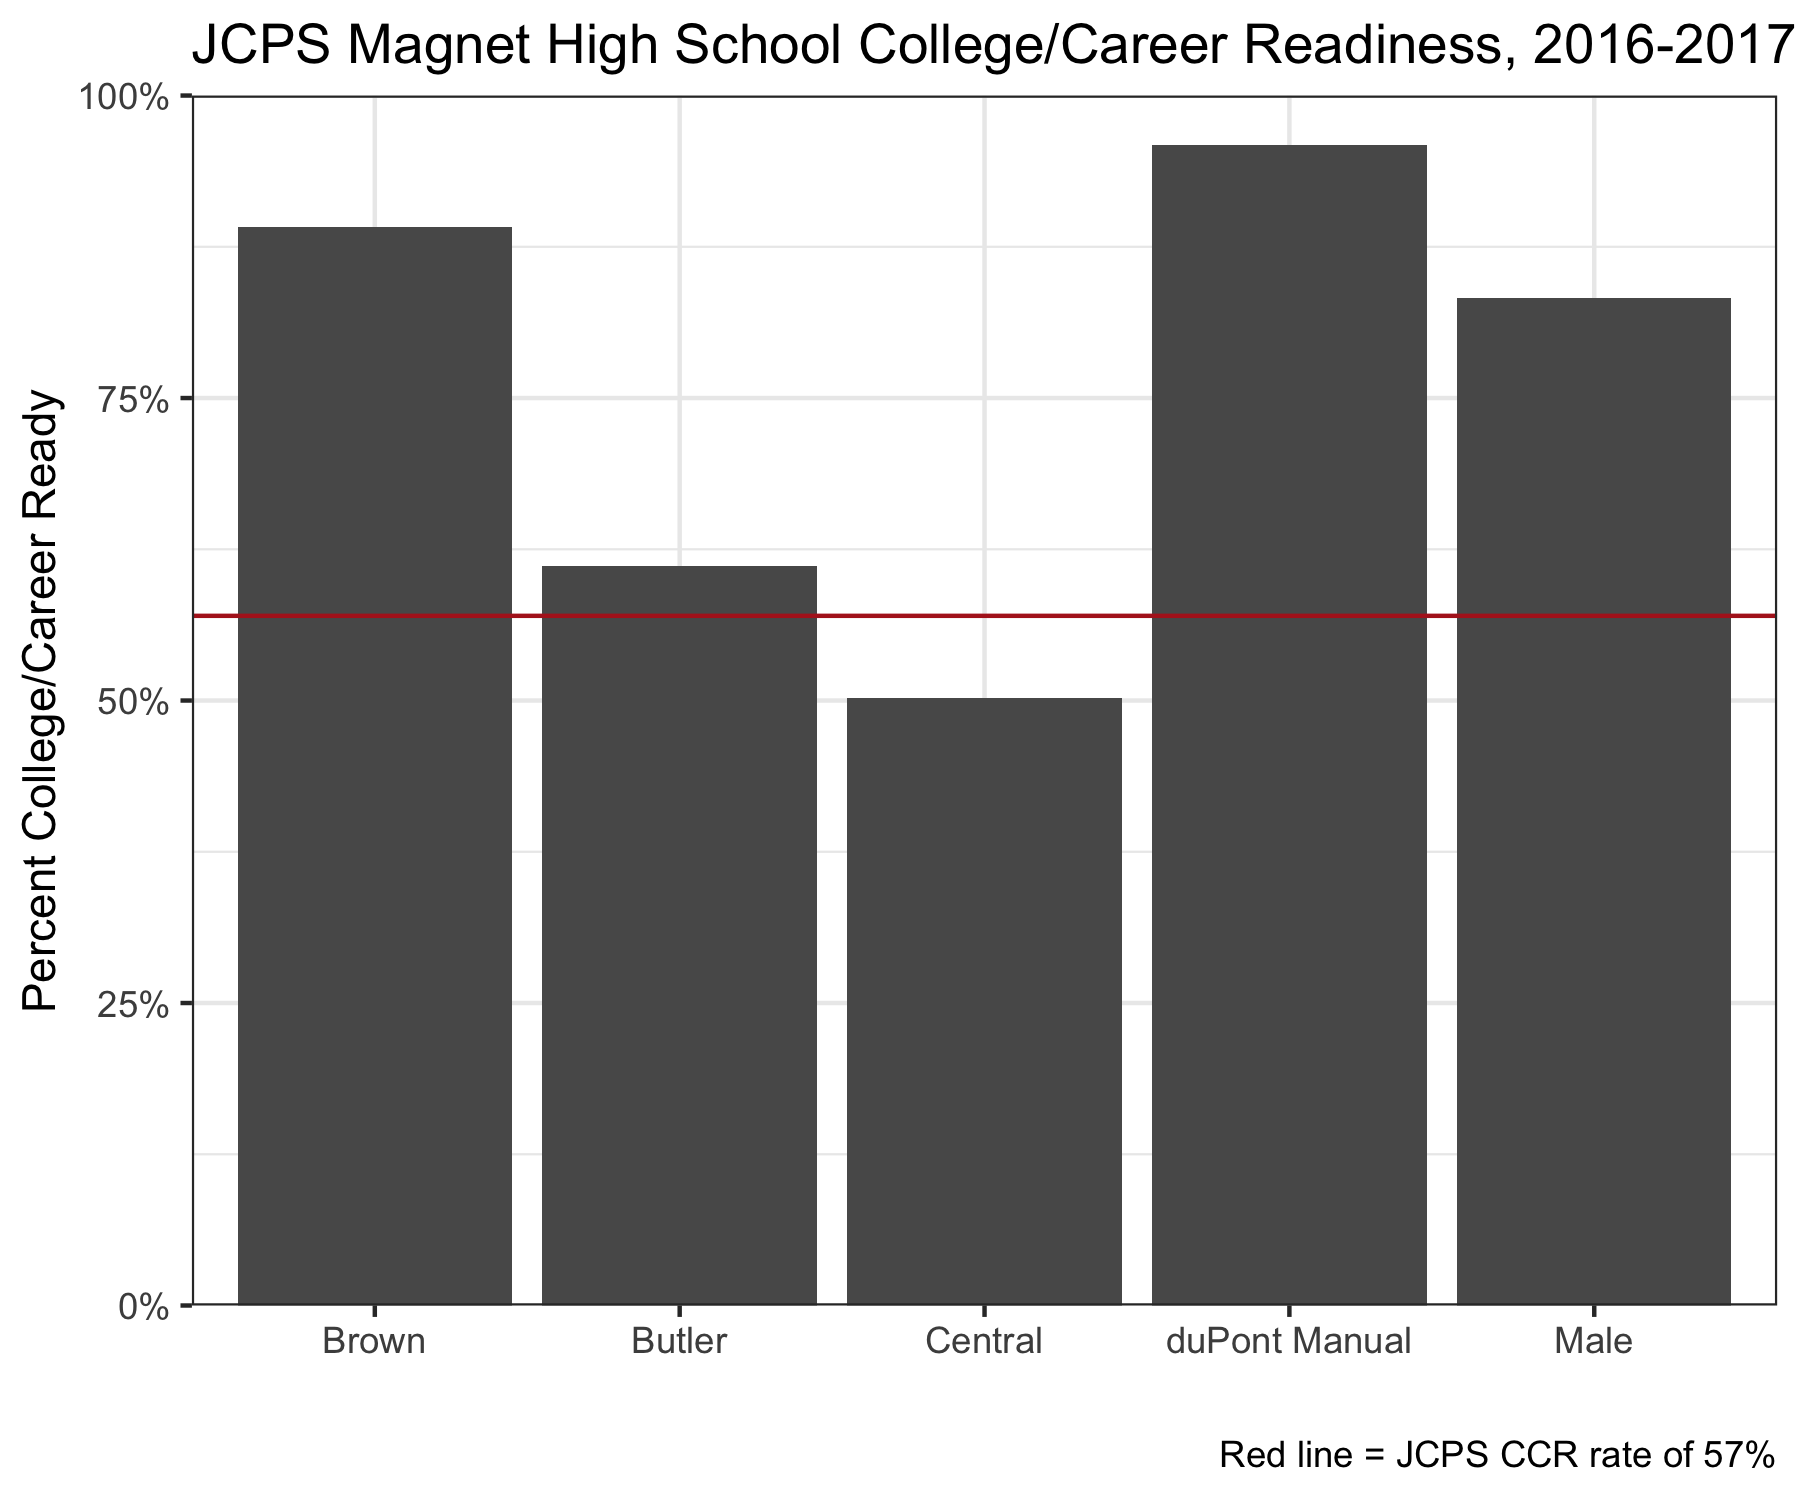 JCPS Magnet High School College/Career Readiness, 2016-2017
Percent College/Career Ready
100%
75%
50%
25%
0%
Brown
Butler
Central
duPont Manual
Male
Red line = JCPS CCR rate of 57%